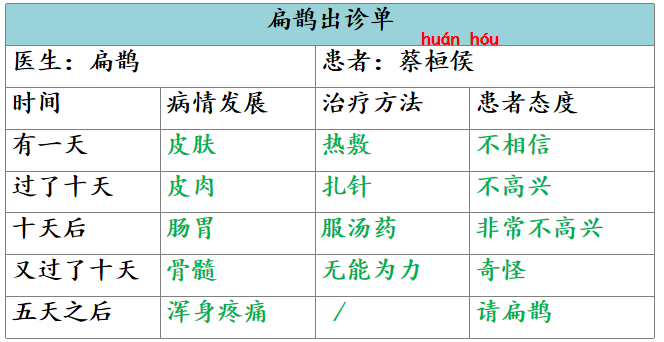 扁鹊出诊单
huán hóu
医生：扁鹊 患者：蔡桓侯
时间 病情发展 治疗方法 患者态度
有一天 皮肤 热敷 不相信
过了十天 皮肉 扎针 不高兴
十天后 肠胃 服汤药 非常不高兴
又过了十天 骨髓 无能为力 奇怪
五天之后 浑身疼痛 / 请扁鹊